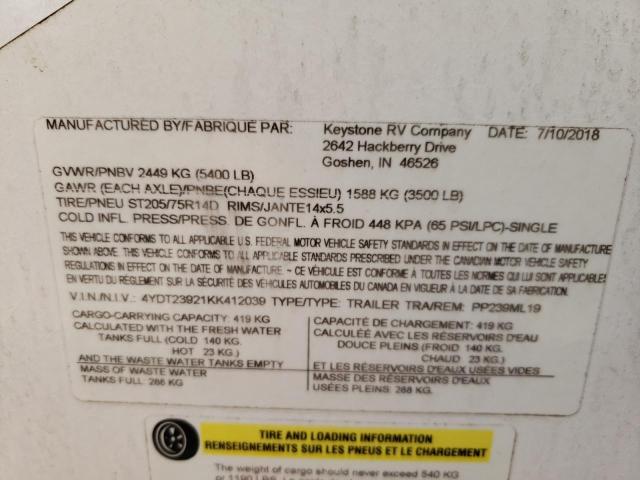 MANUFACTURED BY/FABRIQUÉ PAR: Keystone RV Company DATE: 7/10/2018
2642 Hackberry Drive
Goshen, IN 46526
GVWR/PNBV 2449 KG (5400 LB)
GAWR (EACH AXLE)/PNBE(CHAQUE ESSIEU) 1588 KG (3500 LB)
TIRE/PNEU ST205/75R14D RIMS/JANTE14x5.5
COLD INFL. PRESS/PRESS. DE GONFL. À FROID 448 KPA (65 PSI/LPC)-SINGLE
THIS VEHICLE CONFORMS TO ALL APPLICABLE U.S. FEDERAL MOTOR VEHICLE SAFETY STANDARDS IN EFFECT ON THE DATE OF MANUFACTURE
SHOWN ABOVE. THIS VEHICLE CONFORMS TO ALL APPLICABLE STANDARDS PRESCRIBED UNDER THE CANADIAN MOTOR VEHICLE SAFETY
REGULATIONS IN EFFECT ON THE DATE OF MANUFACTURE ~ CE VÉHICULE EST CONFORME À TOUTES LES NORMES QUI LUI SONT APPLICABLES
EN VERTU DU RÈGLEMENT SUR LA SÉCURITÉ DES VÉHICULES AUTOMOBILES DU CANADA EN VIGUEUR À LA DATE DE SA FABRICATION.
V.I.N./N.I.V.: 4YDT23921KK412039 TYPE/TYPE: TRAILER TRA/REM: PP239ML19
CARGO-CARRYING CAPACITY: 419 KG
CALCULATED WITH THE FRESH WATER
TANKS FULL (COLD 140 KG.
HOT 23 KG.)
AND THE WASTE WATER TANKS EMPTY
MASS OF WASTE WATER
TANKS FULL: 288 KG
CAPACITÉ DE CHARGEMENT: 419 KG
CALCULÉE AVEC LES RÉSERVOIRS D'EAU
DOUCE PLEINS (FROID 140 KG.
CHAUD 23 KG.)
ET LES RÉSERVOIRS D'EAUX USÉES VIDES
MASSE DES RÉSERVOIRS D'EAUX
USÉES PLEINS: 288 KG.
TIRE AND LOADING INFORMATION
RENSEIGNEMENTS SUR LES PNEUS ET LE CHARGEMENT
The weight of cargo should never exceed 540 KG
or 1190 LBS.